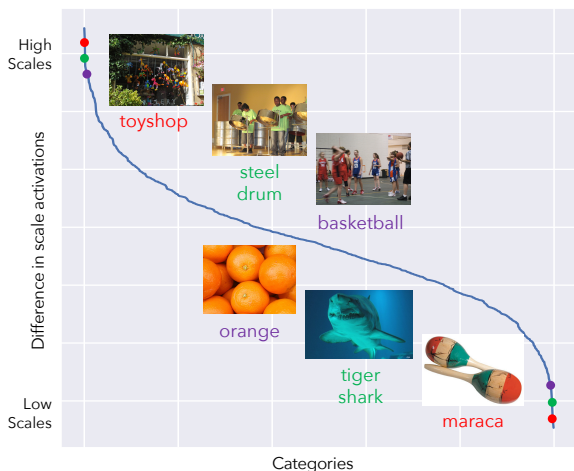 High
Scales
toyshop
steel
drum
basketball
Difference in scale activations
orange
tiger
shark
maraca
Low
Scales
Categories